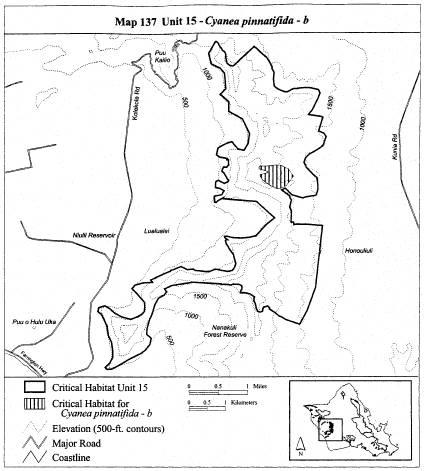 Map 137 Unit 15 - Cyanea pinnatifida - b
Puu
Kailio
1000
500
Kolekole Rd
1500
1000
Kunia Rd
Niulii Reservoir
Lualualei
Honouliuli
1500
1000
500
Nanakuli
Forest Reserve
Puu o Hulu Uka
Farrington Hwy
Critical Habitat Unit 15
Critical Habitat for
Cyanea pinnatifida - b
Elevation (500-ft. contours)
Major Road
Coastline
0 0.5 1 Miles
0 0.5 1 Kilometers
N